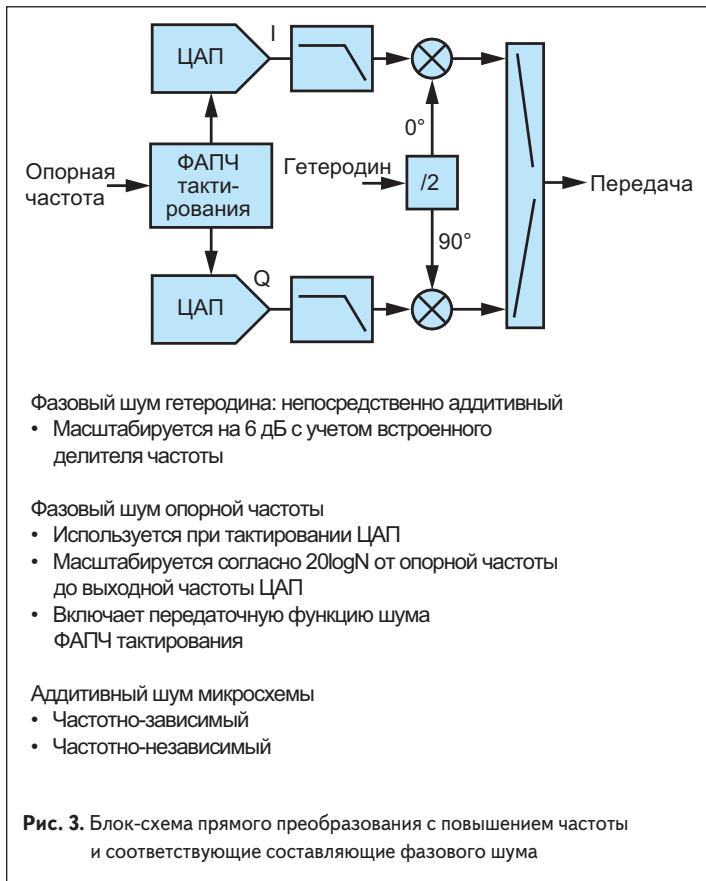 ЦАП
I
0°
Опорная
частота
ФАПЧ
такти-
рования
Гетеродин
/2
Передача
90°
ЦАП
Q
Фазовый шум гетеродина: непосредственно аддитивный
• Масштабируется на 6 дБ с учетом встроенного
делителя частоты
Фазовый шум опорной частоты
• Используется при тактировании ЦАП
• Масштабируется согласно 20logN от опорной частоты
до выходной частоты ЦАП
• Включает передаточную функцию шума
ФАПЧ тактирования
Аддитивный шум микросхемы
• Частотно-зависимый
• Частотно-независимый
Рис. 3. Блок-схема прямого преобразования с повышением частоты
и соответствующие составляющие фазового шума